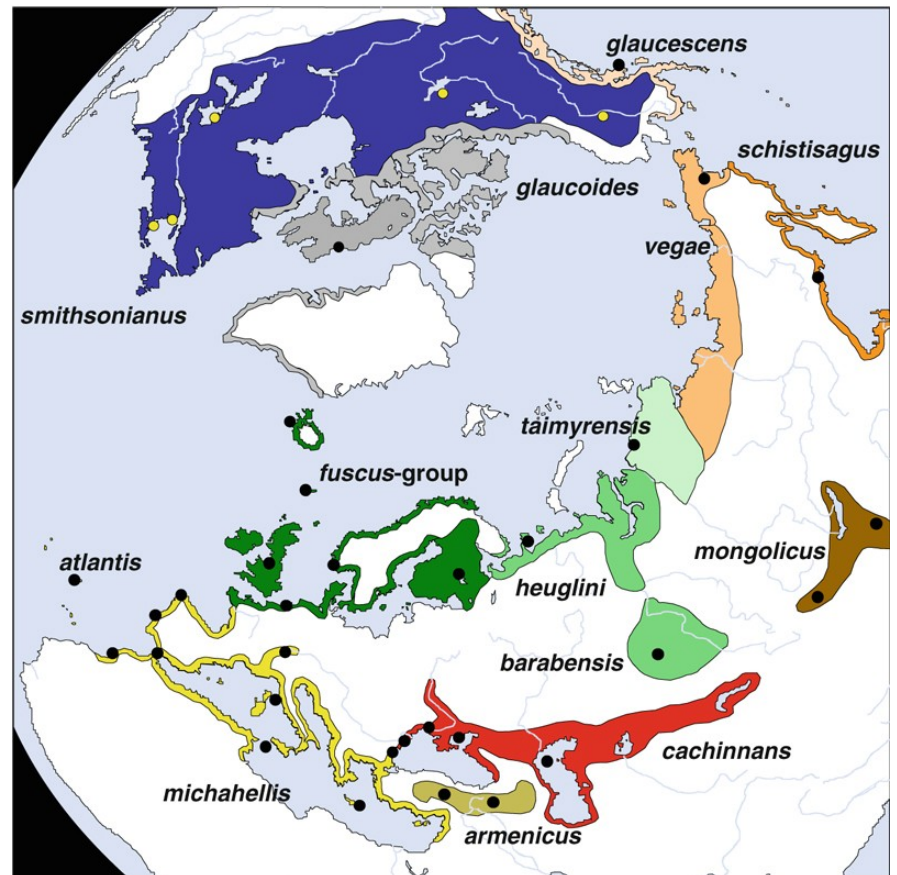 glaucescens
schistisagus
glaucoides
vegae
smithsonianus
taimyrensis
fuscus-group
mongolicus
atlantis
heuglini
barabensis
cachinnans
michahellis
armenicus